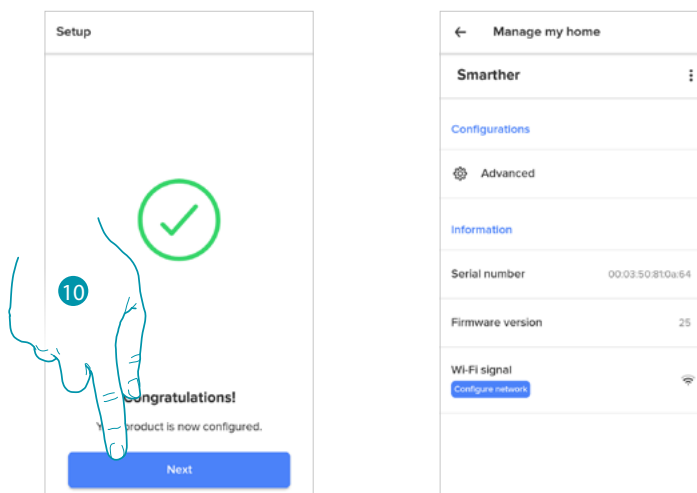 Setup
10
Congratulations!
product is now configured.
Next
Manage my home
Smarther
Configurations
Advanced
Information
Serial number 00:03:50:81:0a:64
Firmware version 25
Wi-Fi signal
Configure network